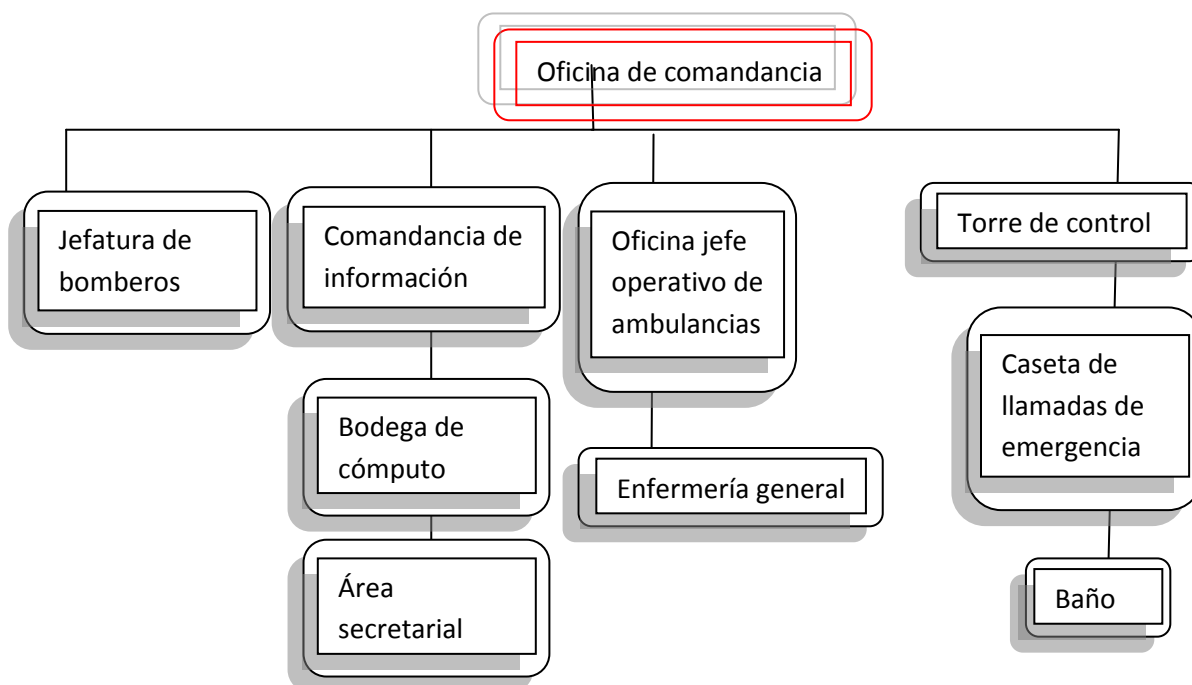 Oficina de comandancia
Jefatura de
bomberos
Comandancia de
información
Oficina jefe
operativo de
ambulancias
Torre de control
Bodega de
cómputo
Enfermería general
Caseta de
llamadas de
emergencia
Área
secretarial
Baño